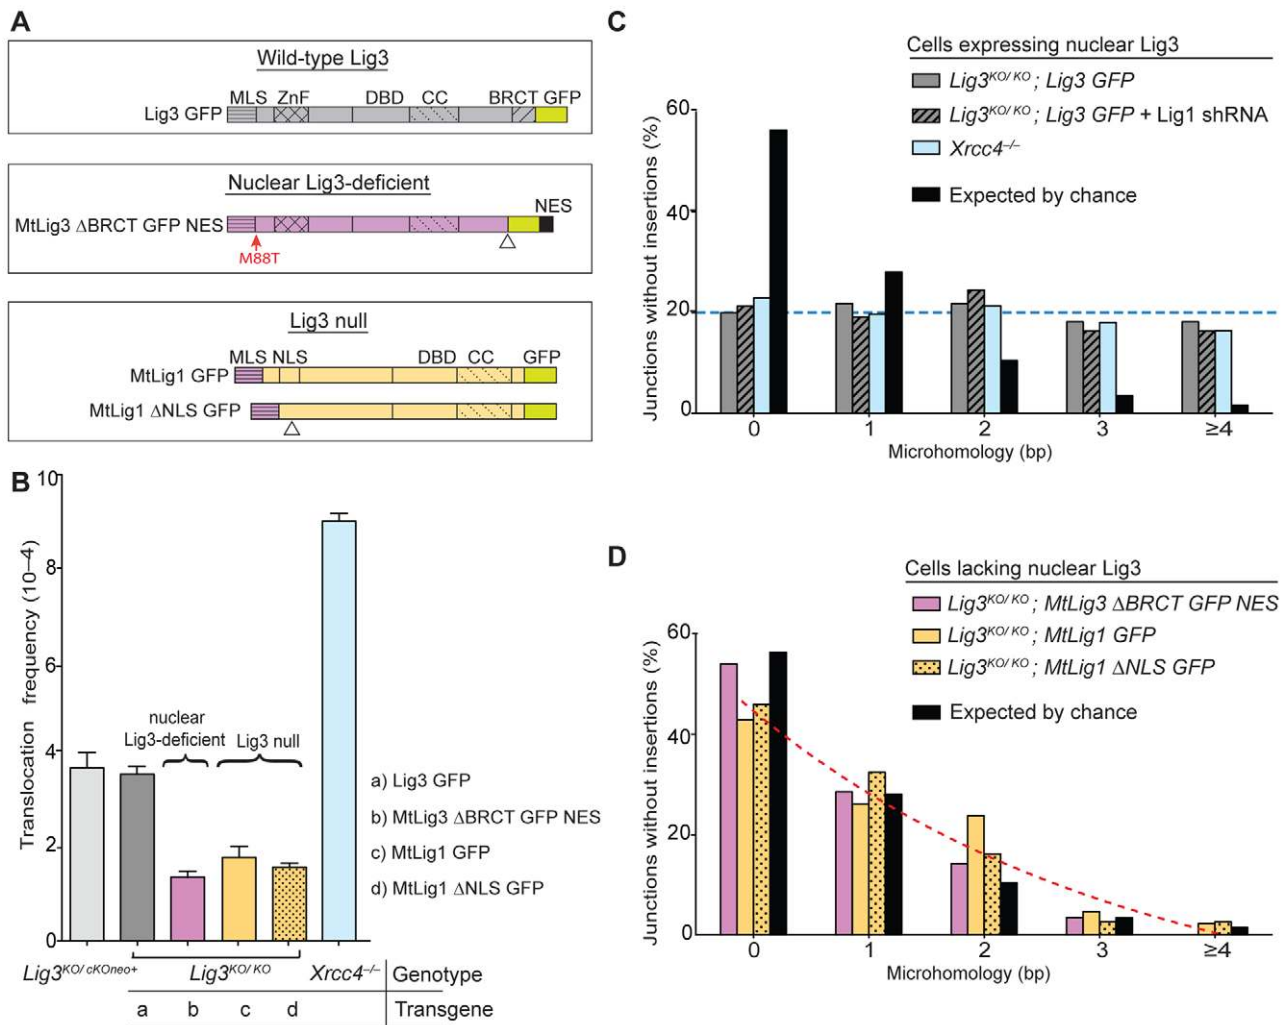 A
Wild-type Lig3
MLS ZnF DBD CC BRCT GFP
Lig3 GFP
Nuclear Lig3-deficient
NES
MtLig3 ΔBRCT GFP NES
M88T
Lig3 null
MLS NLS DBD CC GFP
MtLig1 GFP
MtLig1 ΔNLS GFP
B
Translocation frequency (10–4)
10
8
6
4
2
0
nuclear
Lig3-deficient
Lig3 null
a) Lig3 GFP
b) MtLig3 ΔBRCT GFP NES
c) MtLig1 GFP
d) MtLig1 ΔNLS GFP
Lig3KO/cKOneo+ Lig3KO/KO Xrcc4–/– Genotype
a b c d Transgene
C
Cells expressing nuclear Lig3
Lig3KO/KO; Lig3 GFP
Lig3KO/KO; Lig3 GFP + Lig1 shRNA
Xrcc4–/–
Expected by chance
Junctions without insertions (%)
60
40
20
0
0 1 2 3 ≥4
Microhomology (bp)
D
Cells lacking nuclear Lig3
Lig3KO/KO; MtLig3 ΔBRCT GFP NES
Lig3KO/KO; MtLig1 GFP
Lig3KO/KO; MtLig1 ΔNLS GFP
Expected by chance
Junctions without insertions (%)
60
40
20
0
0 1 2 3 ≥4
Microhomology (bp)